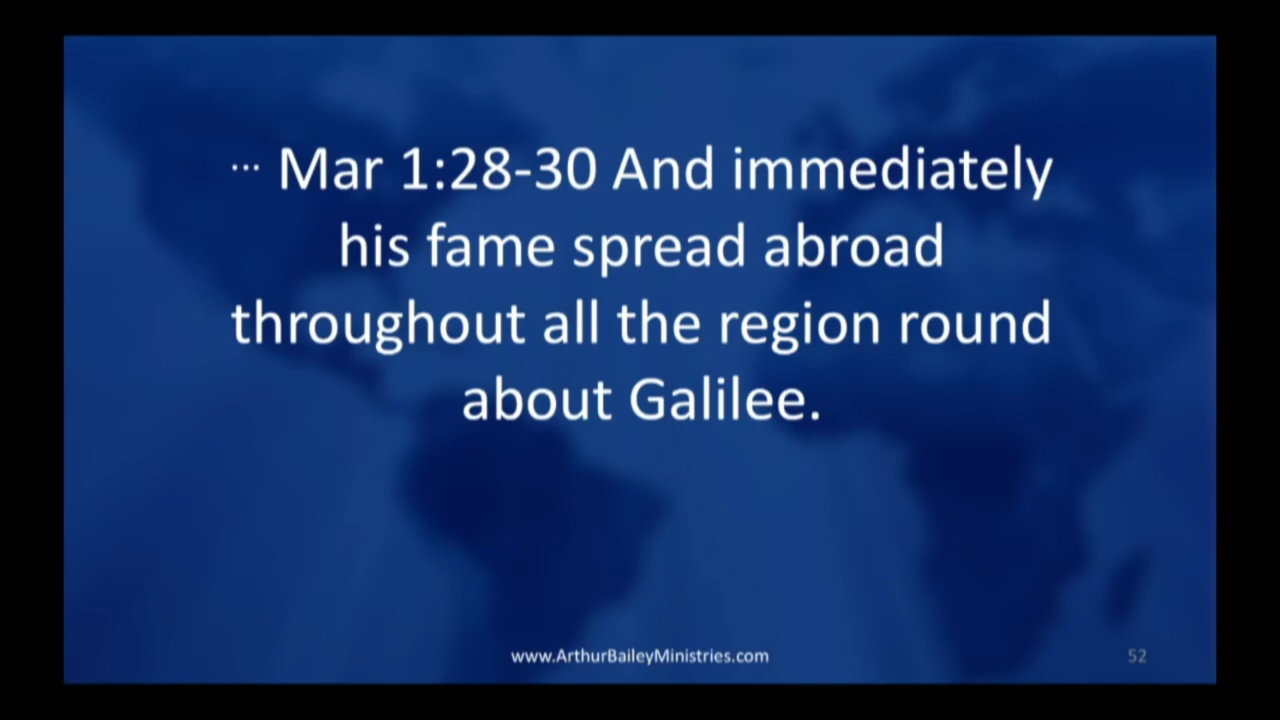 ... Mar 1:28-30 And immediately
his fame spread abroad
throughout all the region round
about Galilee.
www.ArthurBaileyMinistries.com
52